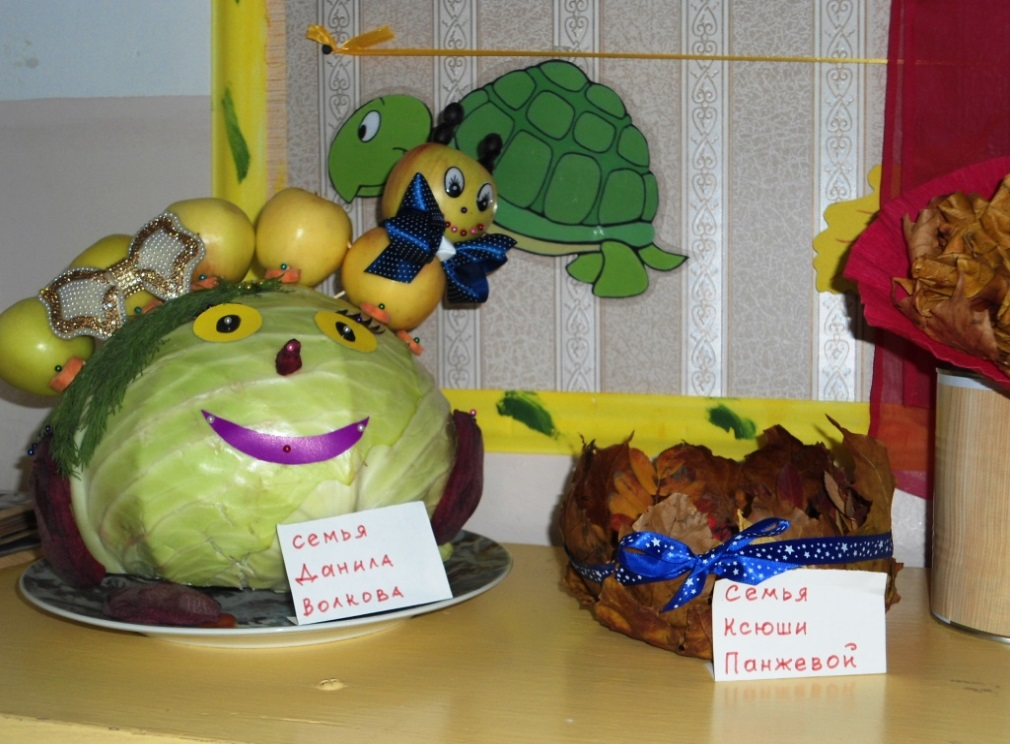 семья
Данила
Волкова
Семья
Ксюши
Панжевой